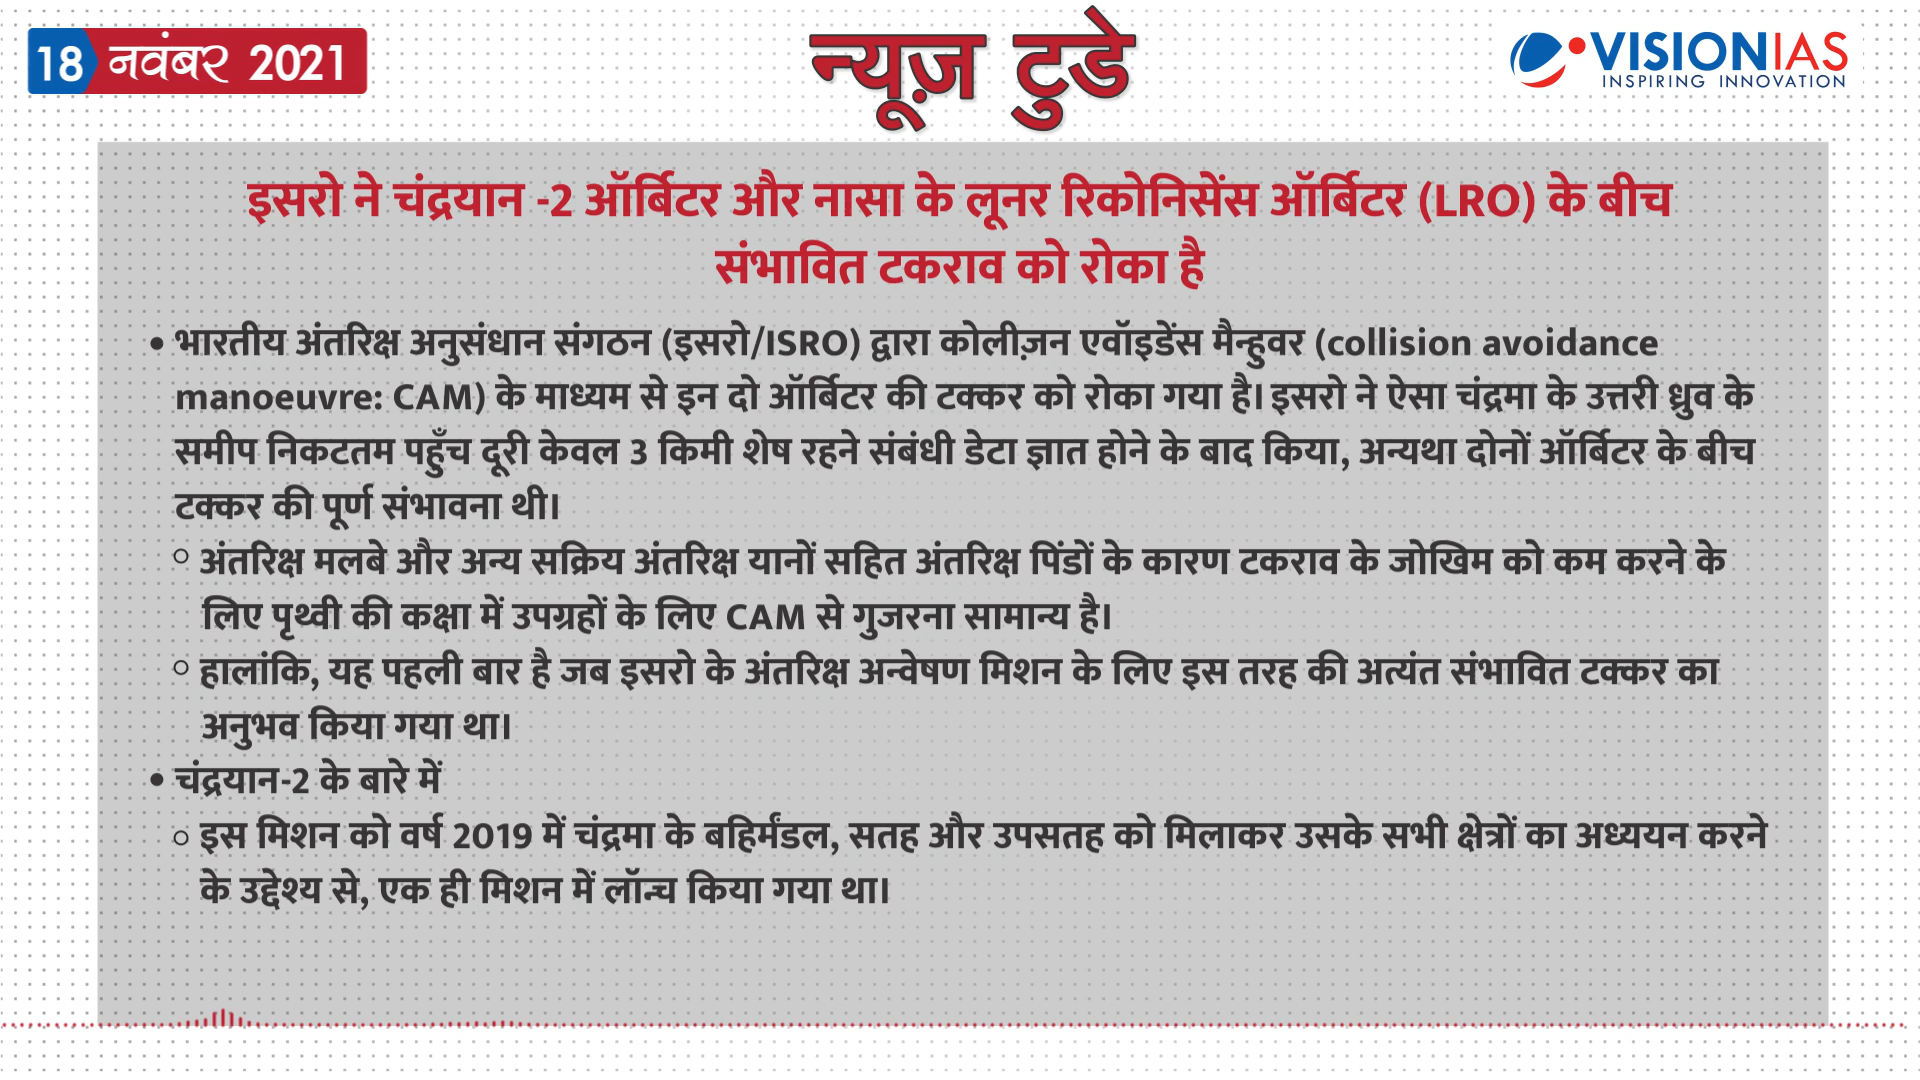 18 नवंबर 2021
न्यूज़ टुडे
VISIONIAS
INSPIRING INNOVATION
इसरो ने चंद्रयान -2 ऑर्बिटर और नासा के लूनर रिकोनिसेंस ऑर्बिटर (LRO) के बीच
संभावित टकराव को रोका है
• भारतीय अंतरिक्ष अनुसंधान संगठन (इसरो/ISRO) द्वारा कोलीज़न एवॉइडेंस मैन्हुवर (collision avoidance
manoeuvre: CAM) के माध्यम से इन दो ऑर्बिटर की टक्कर को रोका गया है। इसरो ने ऐसा चंद्रमा के उत्तरी ध्रुव के
समीप निकटतम पहुँच दूरी केवल 3 किमी शेष रहने संबंधी डेटा ज्ञात होने के बाद किया, अन्यथा दोनों ऑर्बिटर के बीच
टक्कर की पूर्ण संभावना थी।
○ अंतरिक्ष मलबे और अन्य सक्रिय अंतरिक्ष यानों सहित अंतरिक्ष पिंडों के कारण टकराव के जोखिम को कम करने के
लिए पृथ्वी की कक्षा में उपग्रहों के लिए CAM से गुजरना सामान्य है।
○ हालांकि, यह पहली बार है जब इसरो के अंतरिक्ष अन्वेषण मिशन के लिए इस तरह की अत्यंत संभावित टक्कर का
अनुभव किया गया था।
• चंद्रयान-2 के बारे में
○ इस मिशन को वर्ष 2019 में चंद्रमा के बहिर्मंडल, सतह और उपसतह को मिलाकर उसके सभी क्षेत्रों का अध्ययन करने
के उद्देश्य से, एक ही मिशन में लॉन्च किया गया था।